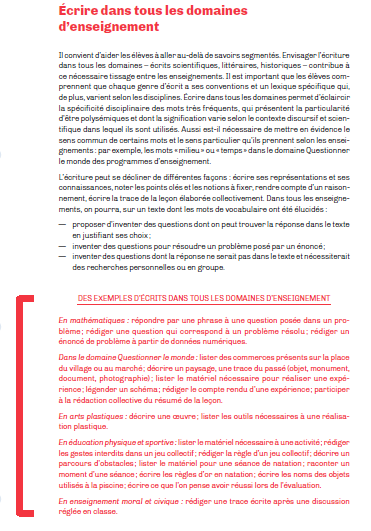 Écrire dans tous les domaines
d’enseignement
Il convient d’aider les élèves à aller au-delà de savoirs segmentés. Envisager l’écriture
dans tous les domaines – écrits scientifiques, littéraires, historiques – contribue à
ce nécessaire tissage entre les enseignements. Il est important que les élèves com-
prennent que chaque genre d’écrit a ses conventions et un lexique spécifique qui,
de plus, varient selon les disciplines. Écrire dans tous les domaines permet d’éclaircir
la spécificité disciplinaire des mots très fréquents, qui présentent la particularité
d’être polysémiques et dont la signification varie selon le contexte discursif et scien-
tifique dans lequel ils sont utilisés. Aussi est-il nécessaire de mettre en évidence le
sens commun de certains mots et le sens particulier qu’ils prennent selon les ensei-
gnements : par exemple, les mots « milieu » ou « temps » dans le domaine Questionner
le monde des programmes d’enseignement.
L’écriture peut se décliner de différentes façons : écrire ses représentations et ses
connaissances, noter les points clés et les notions à fixer, rendre compte d’un raison-
nement, écrire la trace de la leçon élaborée collectivement. Dans tous les enseigne-
ments, on pourra, sur un texte dont les mots de vocabulaire ont été élucidés :
— proposer d’inventer des questions dont on peut trouver la réponse dans le texte
en justifiant ses choix ;
— inventer des questions pour résoudre un problème posé par un énoncé ;
— inventer des questions dont la réponse ne serait pas dans le texte et nécessiterait
des recherches personnelles ou en groupe.
DES EXEMPLES D’ÉCRITS DANS TOUS LES DOMAINES D’ENSEIGNEMENT
En mathématiques : répondre par une phrase à une question posée dans un pro-
blème ; rédiger une question qui correspond à un problème résolu ; rédiger un
énoncé de problème à partir de données numériques.
Dans le domaine Questionner le monde : lister des commerces présents sur la place
du village ou au marché ; décrire un paysage, une trace du passé (objet, monument,
document, photographie) ; lister le matériel nécessaire pour réaliser une expé-
rience ; légender un schéma ; rédiger le compte rendu d’une expérience ; participer
à la rédaction collective du résumé de la leçon.
En arts plastiques : décrire une œuvre ; lister les outils nécessaires à une réalisa-
tion plastique.
En éducation physique et sportive : lister le matériel nécessaire à une activité ; rédiger
les gestes interdits dans un jeu collectif ; rédiger la règle d’un jeu collectif ; décrire un
parcours d’obstacles ; lister le matériel pour une séance de natation ; raconter un
moment d’une séance ; écrire les règles d’or en natation ; écrire les noms des objets
utilisés à la piscine ; écrire ce que l’on pense avoir réussi lors de l’évaluation.
En enseignement moral et civique : rédiger une trace écrite après une discussion
réglée en classe.